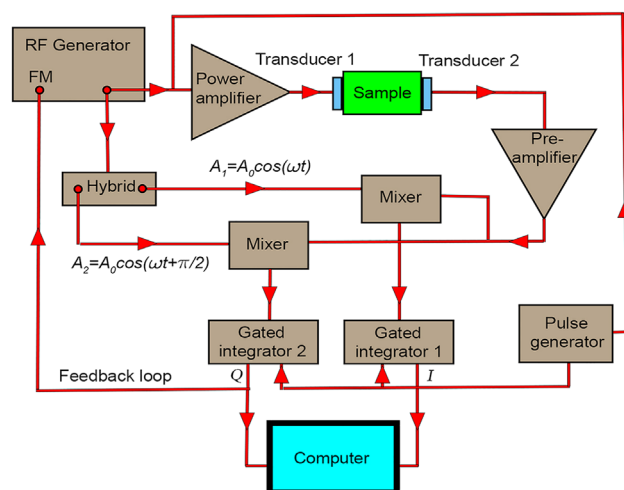 RF Generator
FM
Power
amplifier
Transducer 1
Sample
Transducer 2
Pre-
amplifier
Hybrid
A₁=A₀cos(ωt)
Mixer
A₂=A₀cos(ωt+π/2)
Mixer
Gated
integrator 2
Gated
integrator 1
Pulse
generator
Feedback loop
Q
I
Computer